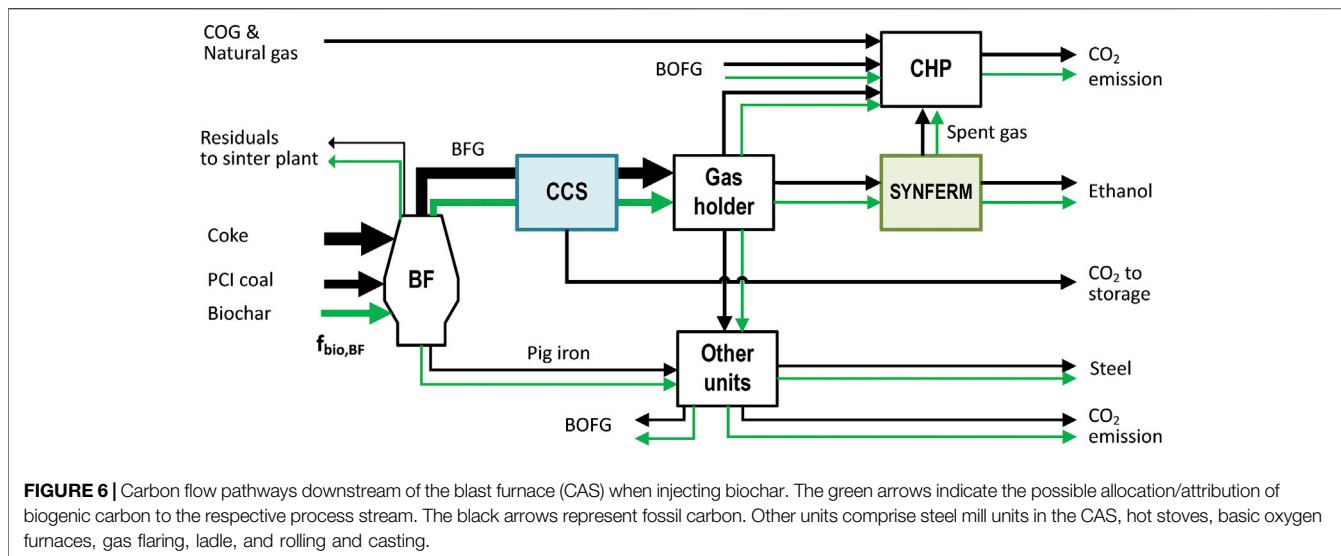 COG &
Natural gas
BOFG
CHP
CO₂
emission
Residuals
to sinter plant
BFG
Spent gas
CCS
Gas
holder
SYNFERM
Ethanol
Coke
PCI coal
BF
CO₂ to
storage
Biochar
f_bio,BF
Pig iron
Other
units
Steel
BOFG
CO₂
emission
FIGURE 6 | Carbon flow pathways downstream of the blast furnace (CAS) when injecting biochar. The green arrows indicate the possible allocation/attribution of
biogenic carbon to the respective process stream. The black arrows represent fossil carbon. Other units comprise steel mill units in the CAS, hot stoves, basic oxygen
furnaces, gas flaring, ladle, and rolling and casting.